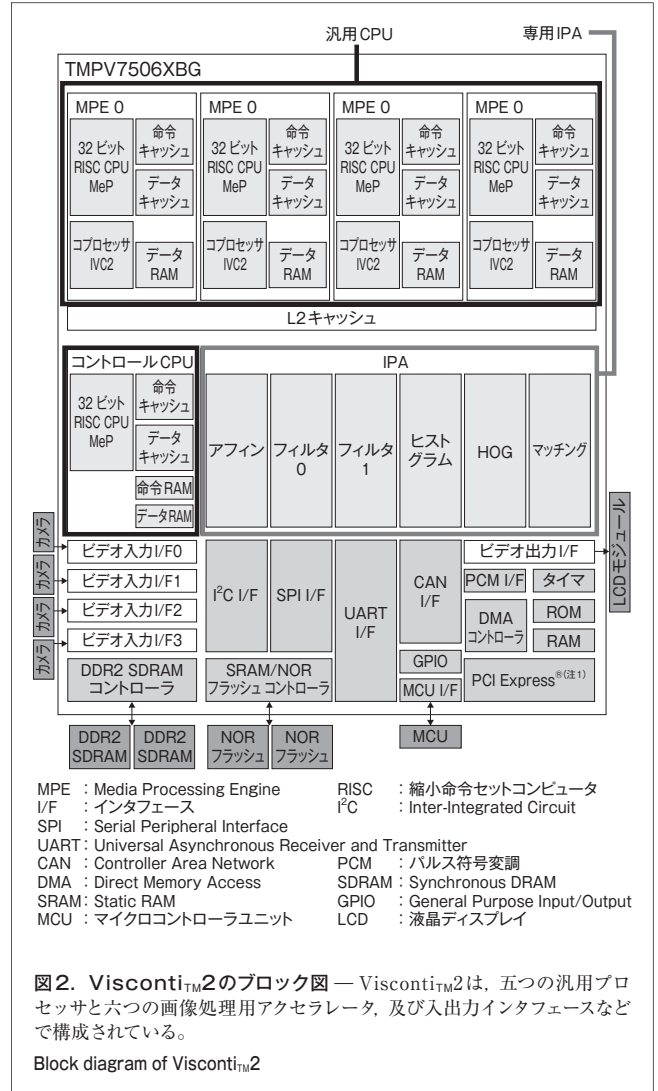 汎用CPU
専用IPA
TMPV7506XBG
MPE 0
32 ビット
RISC CPU
MeP
命令
キャッシュ
データ
キャッシュ
コプロセッサ
IVC2
データ
RAM
MPE 0
32 ビット
RISC CPU
MeP
命令
キャッシュ
データ
キャッシュ
コプロセッサ
IVC2
データ
RAM
MPE 0
32 ビット
RISC CPU
MeP
命令
キャッシュ
データ
キャッシュ
コプロセッサ
IVC2
データ
RAM
MPE 0
32 ビット
RISC CPU
MeP
命令
キャッシュ
データ
キャッシュ
コプロセッサ
IVC2
データ
RAM
L2キャッシュ
コントロールCPU
32 ビット
RISC CPU
MeP
命令
キャッシュ
データ
キャッシュ
命令RAM
データRAM
IPA
アフィン
フィルタ
0
フィルタ
1
ヒスト
グラム
HOG
マッチング
カメラ
カメラ
カメラ
カメラ
ビデオ入力I/F0
ビデオ入力I/F1
ビデオ入力I/F2
ビデオ入力I/F3
DDR2 SDRAM
コントローラ
I²C I/F
SPI I/F
SRAM/NOR
フラッシュコントローラ
UART
I/F
CAN
I/F
GPIO
MCU I/F
ビデオ出力I/F
PCM I/F
タイマ
DMA
コントローラ
ROM
RAM
PCI Express®(注1)
LCDモジュール
DDR2
SDRAM
DDR2
SDRAM
NOR
フラッシュ
NOR
フラッシュ
MCU
MPE : Media Processing Engine RISC : 縮小命令セットコンピュータ
I/F : インタフェース I²C : Inter-Integrated Circuit
SPI : Serial Peripheral Interface
UART : Universal Asynchronous Receiver and Transmitter
CAN : Controller Area Network PCM : パルス符号変調
DMA : Direct Memory Access SDRAM : Synchronous DRAM
SRAM : Static RAM GPIO : General Purpose Input/Output
MCU : マイクロコントローラユニット LCD : 液晶ディスプレイ
図2. Visconti™2のブロック図 — Visconti™2は，五つの汎用プロ
セッサと六つの画像処理用アクセラレータ，及び入出力インタフェースなど
で構成されている。
Block diagram of Visconti™2